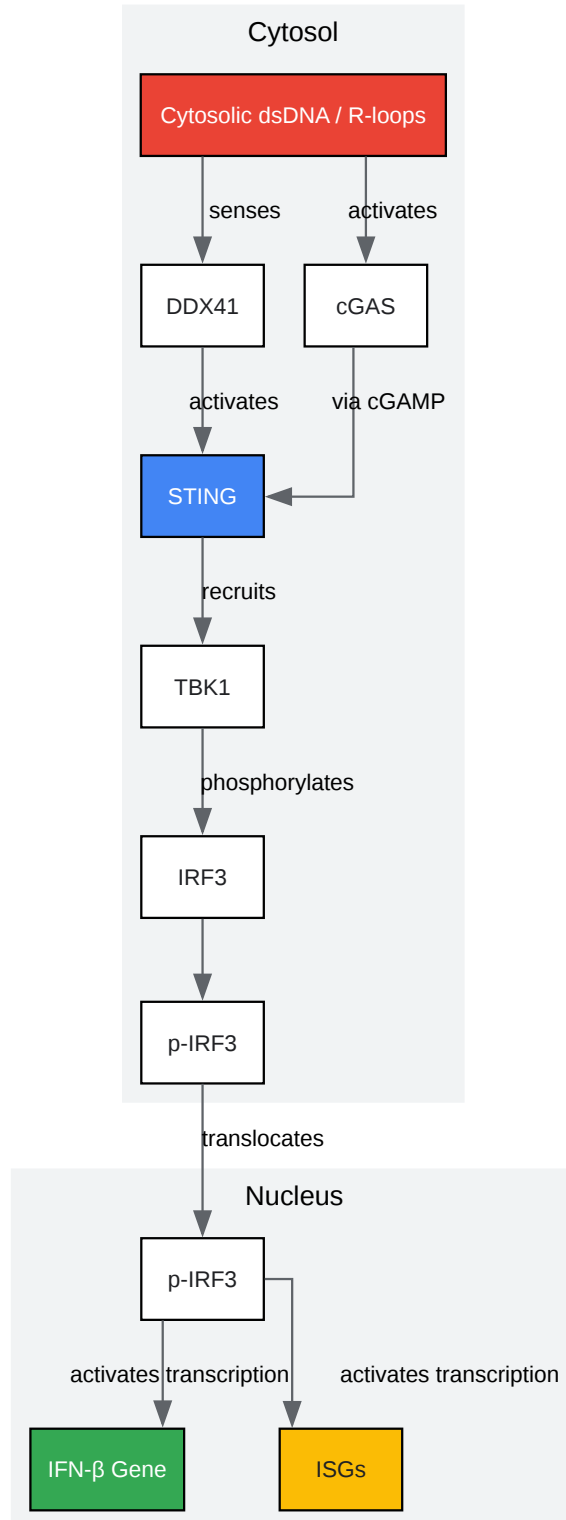 Cytosol
Cytosolic dsDNA / R-loops
senses
activates
DDX41
cGAS
activates
via cGAMP
STING
recruits
TBK1
phosphorylates
IRF3
p-IRF3
translocates
Nucleus
p-IRF3
activates transcription
activates transcription
IFN-β Gene
ISGs